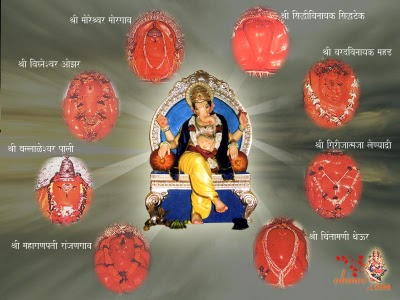 श्री मोरेश्वर मोरगाव
श्री सिद्धीविनायक सिद्धटेक
श्री विघ्नेश्वर ओझर
श्री वरदविनायक महड
श्री बल्लाळेश्वर पाली
श्री गिरीजात्मजा लेण्याद्री
श्री महागणपती रांजणगाव
श्री चिंतामणी थेऊर